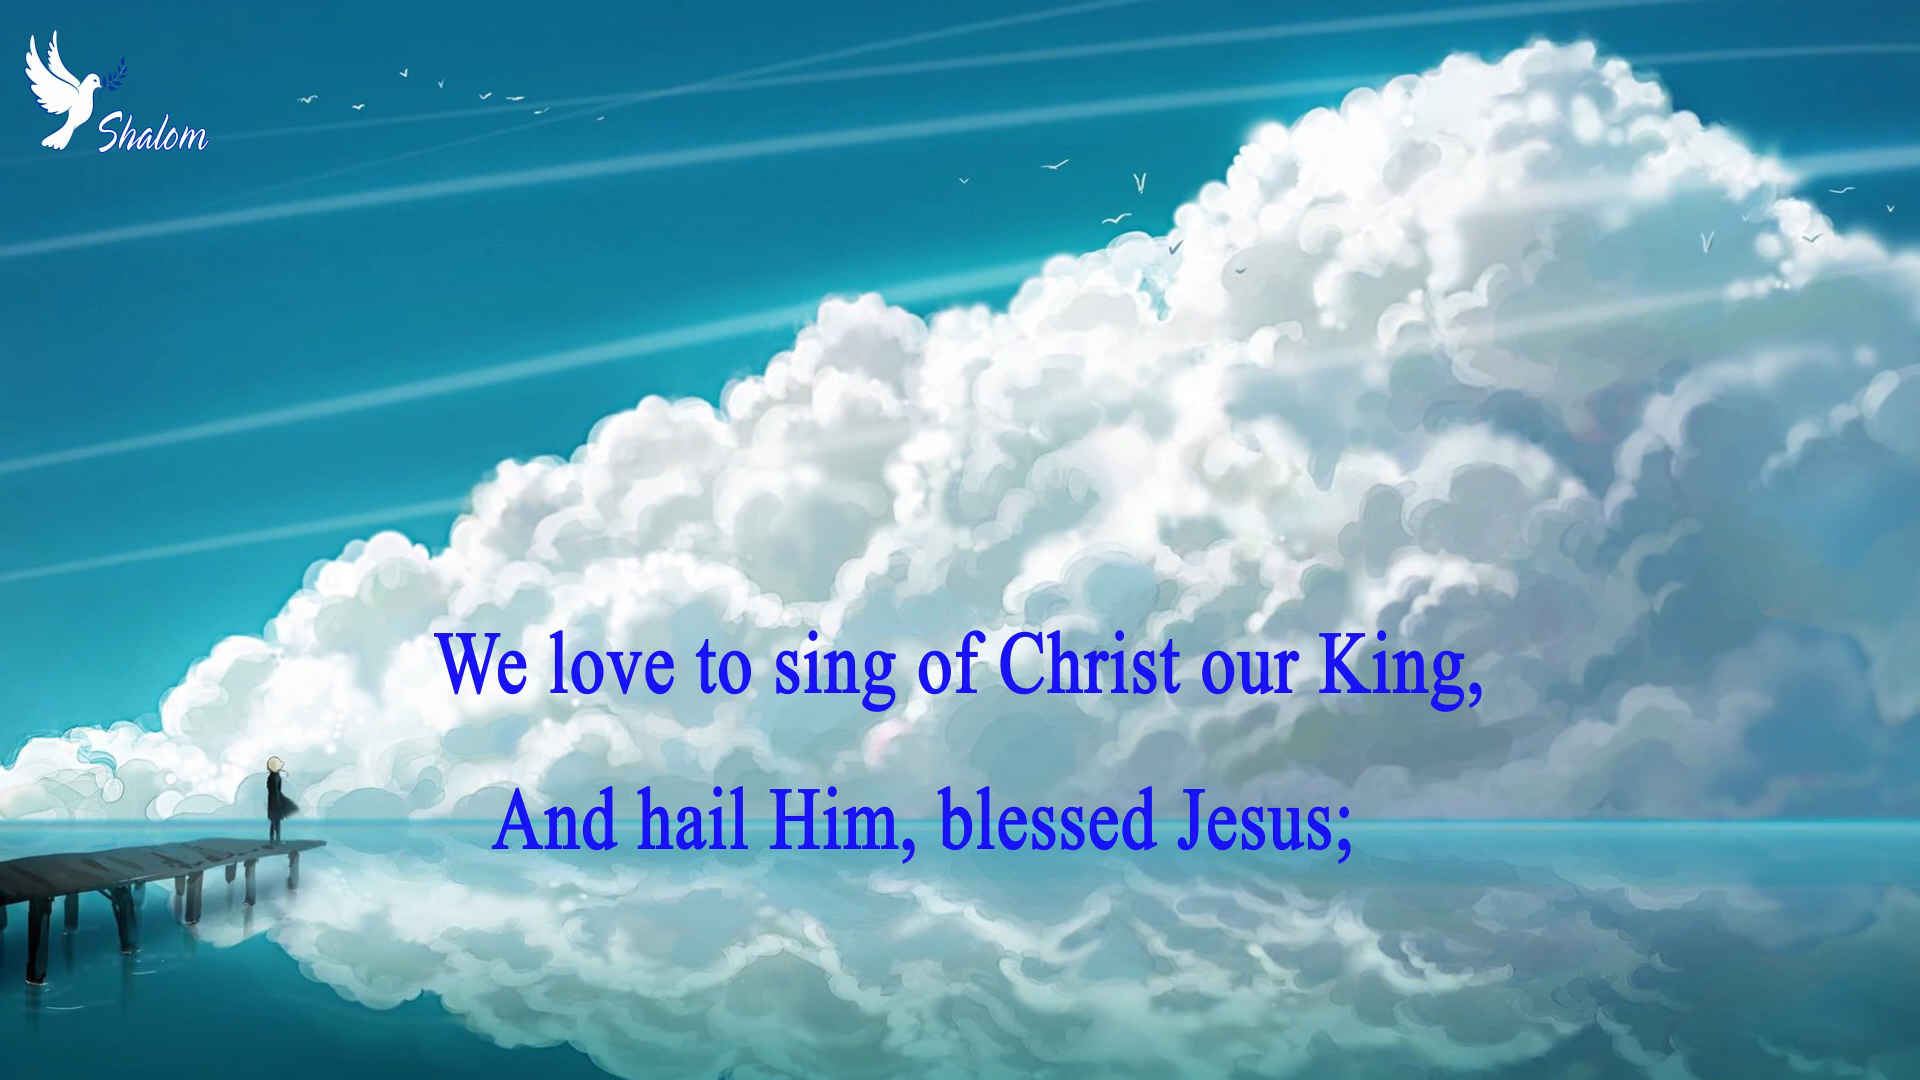 Shalom
We love to sing of Christ our King,
And hail Him, blessed Jesus;